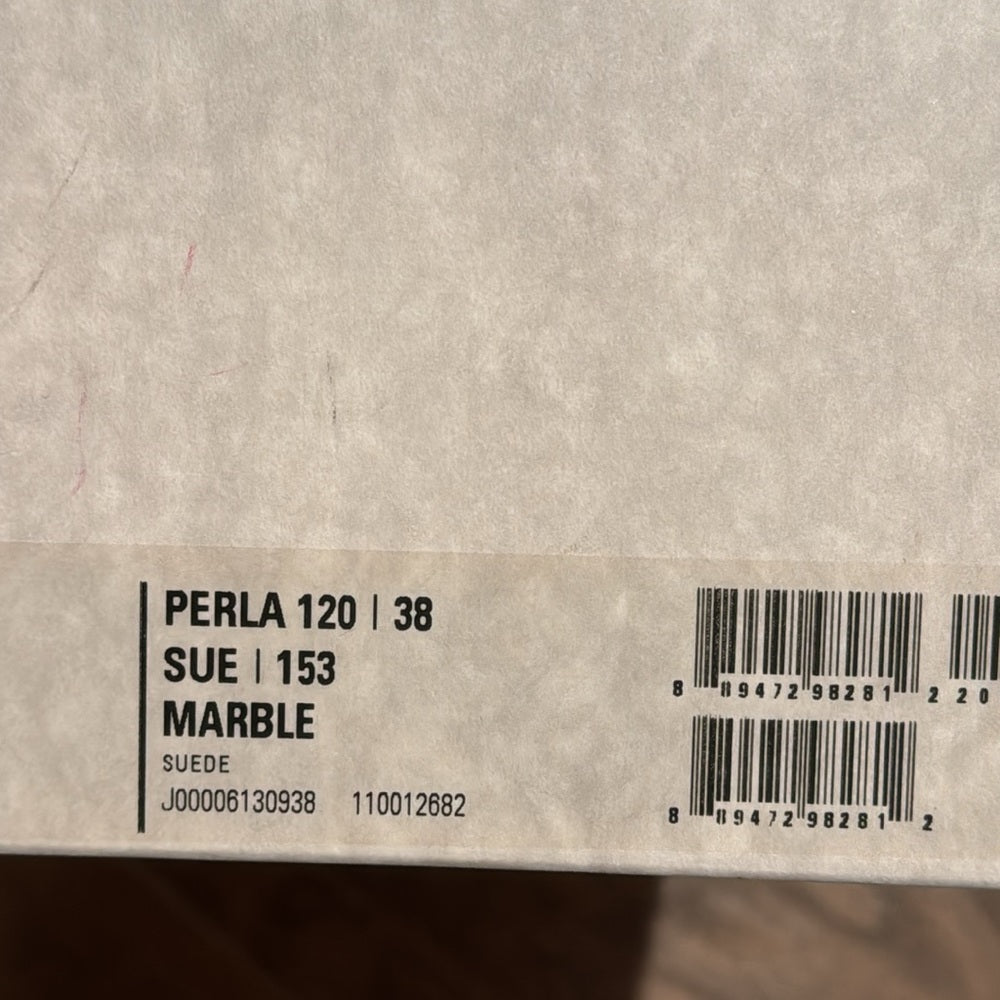 PERLA 120 | 38
SUE | 153
MARBLE
SUEDE
J00006130938 110012682
8 89472 98281 2 20
8 89472 98281 2